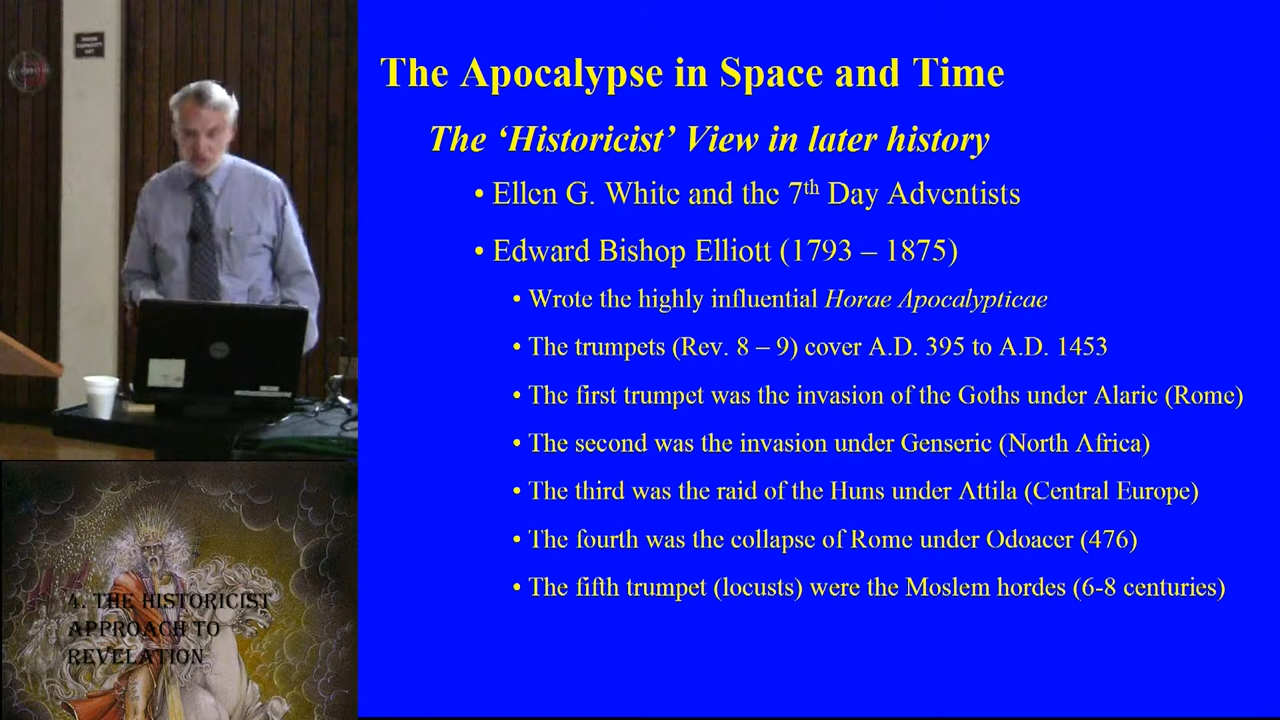 The Apocalypse in Space and Time
The ‘Historicist’ View in later history
• Ellen G. White and the 7th Day Adventists
• Edward Bishop Elliott (1793 – 1875)
• Wrote the highly influential Horae Apocalypticae
• The trumpets (Rev. 8 – 9) cover A.D. 395 to A.D. 1453
• The first trumpet was the invasion of the Goths under Alaric (Rome)
• The second was the invasion under Genseric (North Africa)
• The third was the raid of the Huns under Attila (Central Europe)
• The fourth was the collapse of Rome under Odoacer (476)
• The fifth trumpet (locusts) were the Moslem hordes (6-8 centuries)
4. THE HISTORICIST
APPROACH TO
REVELATION